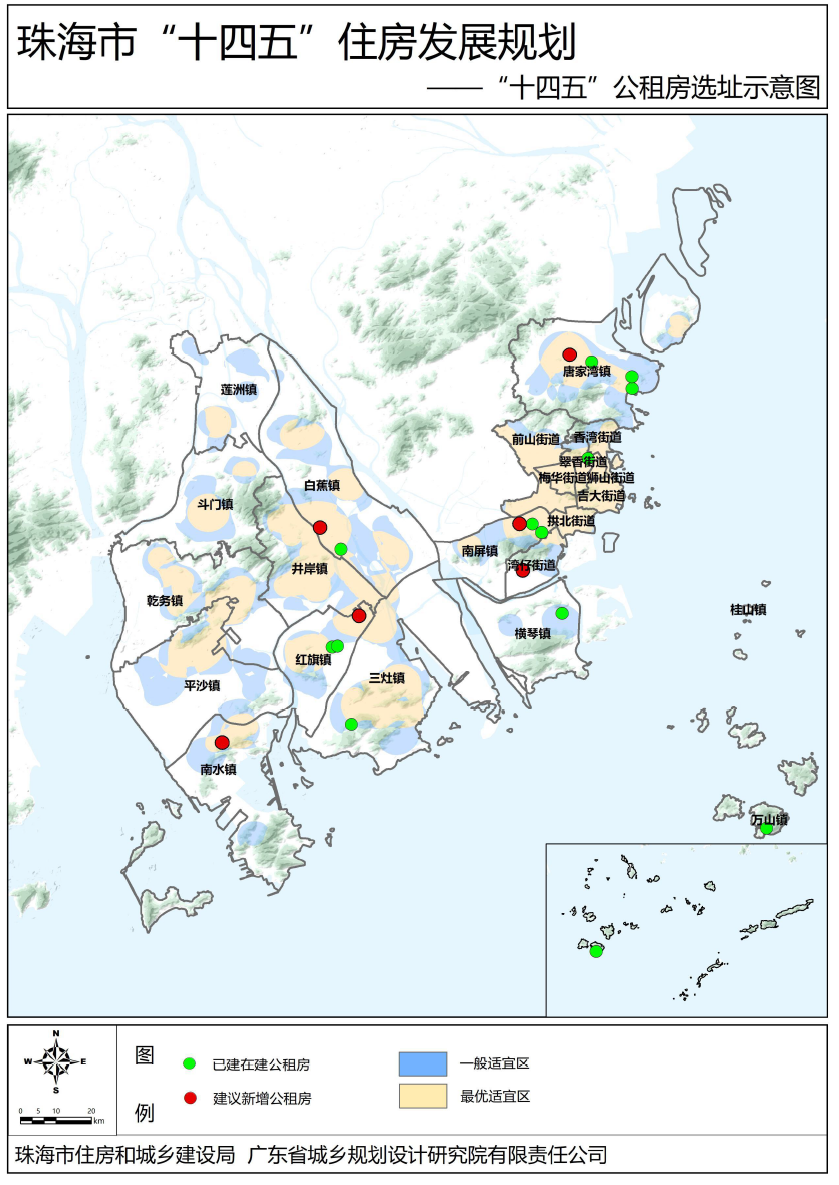 珠海市“十四五”住房发展规划
——“十四五”公租房选址示意图
莲洲镇
唐家湾镇
前山街道
香湾街道
翠香街道
梅华街道
狮山街道
吉大街道
拱北街道
白蕉镇
斗门镇
南屏镇
湾仔街道
井岸镇
乾务镇
横琴镇
桂山镇
红旗镇
三灶镇
平沙镇
南水镇
万山镇
N
W
E
S
0 5 10 20
km
图
例
已建在建公租房
建议新增公租房
一般适宜区
最优适宜区
珠海市住房和城乡建设局 广东省城乡规划设计研究院有限责任公司